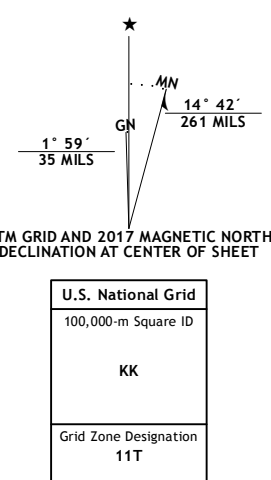 ★
MN
GN
14° 42´
261 MILS
1° 59´
35 MILS
TM GRID AND 2017 MAGNETIC NORTH
DECLINATION AT CENTER OF SHEET
U.S. National Grid
100,000-m Square ID
KK
Grid Zone Designation
11T